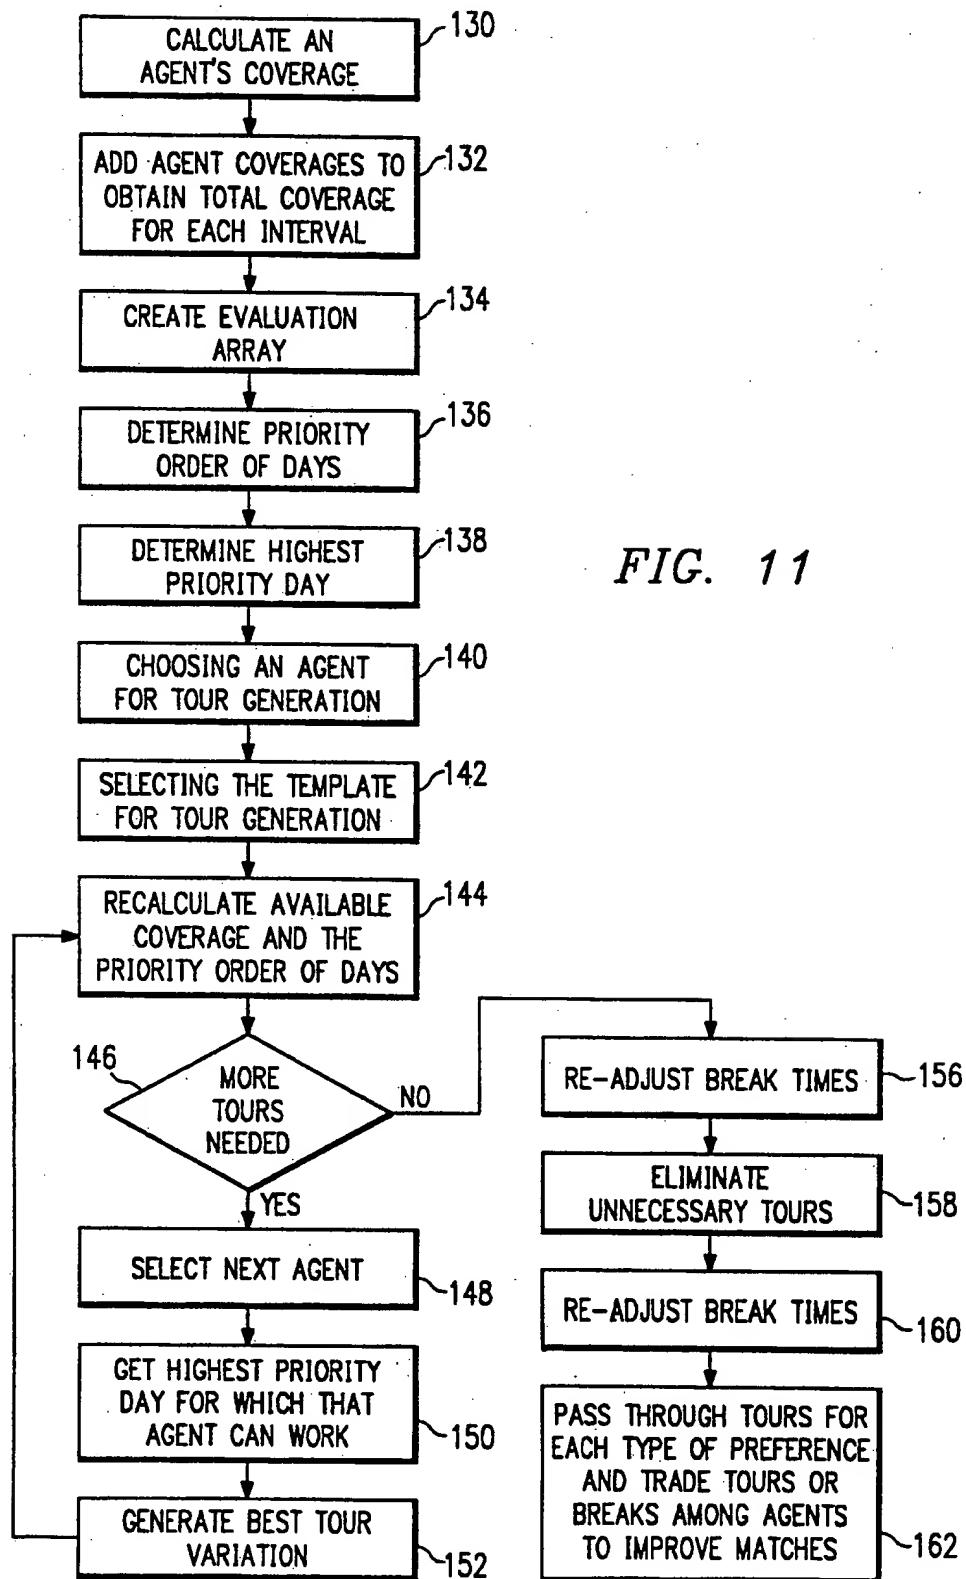 CALCULATE AN
AGENT'S COVERAGE
130
ADD AGENT COVERAGES TO
OBTAIN TOTAL COVERAGE
FOR EACH INTERVAL
132
CREATE EVALUATION
ARRAY
134
DETERMINE PRIORITY
ORDER OF DAYS
136
DETERMINE HIGHEST
PRIORITY DAY
138
FIG. 11
CHOOSING AN AGENT
FOR TOUR GENERATION
140
SELECTING THE TEMPLATE
FOR TOUR GENERATION
142
RECALCULATE AVAILABLE
COVERAGE AND THE
PRIORITY ORDER OF DAYS
144
146
MORE
TOURS
NEEDED
NO
YES
SELECT NEXT AGENT
148
GET HIGHEST PRIORITY
DAY FOR WHICH THAT
AGENT CAN WORK
150
GENERATE BEST TOUR
VARIATION
152
RE-ADJUST BREAK TIMES
156
ELIMINATE
UNNECESSARY TOURS
158
RE-ADJUST BREAK TIMES
160
PASS THROUGH TOURS FOR
EACH TYPE OF PREFERENCE
AND TRADE TOURS OR
BREAKS AMONG AGENTS
TO IMPROVE MATCHES
162